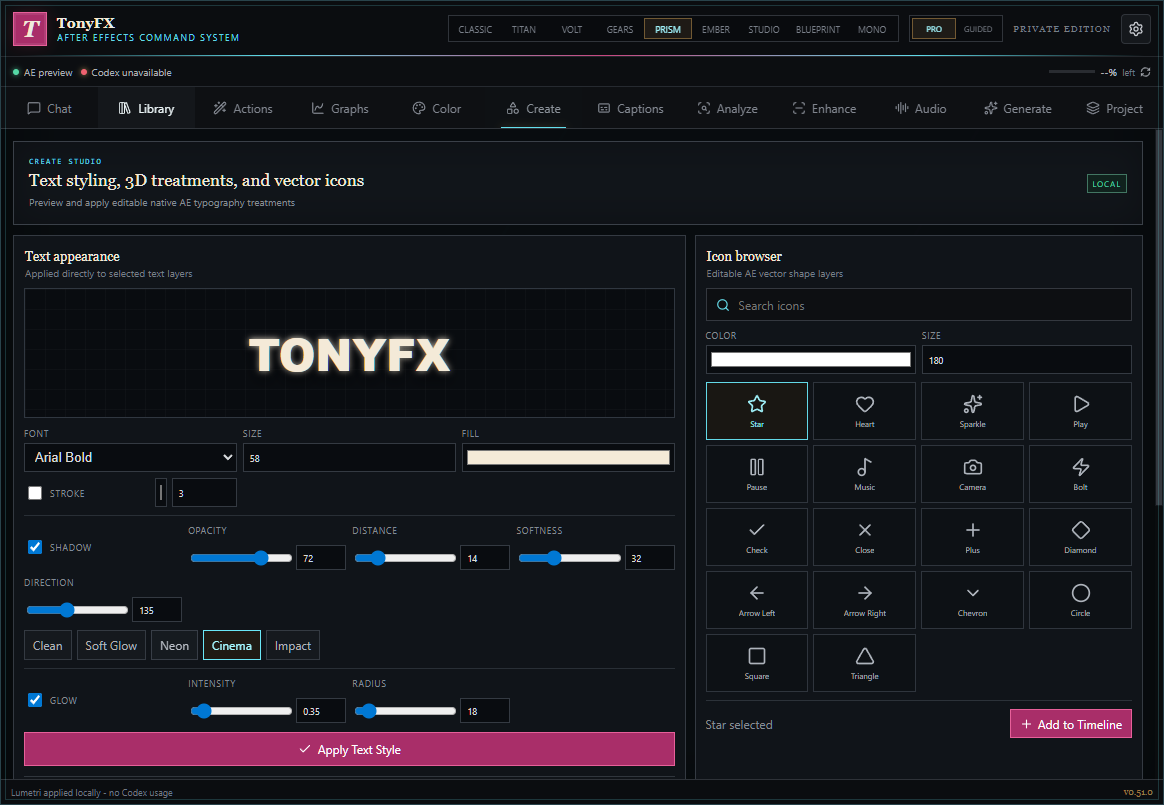 T
TonyFX
AFTER EFFECTS COMMAND SYSTEM
CLASSIC TITAN VOLT GEARS PRISM EMBER STUDIO BLUEPRINT MONO
PRO GUIDED
PRIVATE EDITION
AE preview Codex unavailable
--% left
Chat Library Actions Graphs Color Create Captions Analyze Enhance Audio Generate Project
CREATE STUDIO
Text styling, 3D treatments, and vector icons
Preview and apply editable native AE typography treatments
LOCAL
Text appearance
Applied directly to selected text layers
TONYFX
FONT SIZE FILL
Arial Bold 58
STROKE 3
OPACITY DISTANCE SOFTNESS
SHADOW 72 14 32
DIRECTION
135
Clean Soft Glow Neon Cinema Impact
INTENSITY RADIUS
GLOW 0.35 18
Apply Text Style
Icon browser
Editable AE vector shape layers
Search icons
COLOR SIZE
180
Star Heart Sparkle Play
Pause Music Camera Bolt
Check Close Plus Diamond
Arrow Left Arrow Right Chevron Circle
Square Triangle
Star selected + Add to Timeline
Lumetri applied locally - no Codex usage
v0.51.0